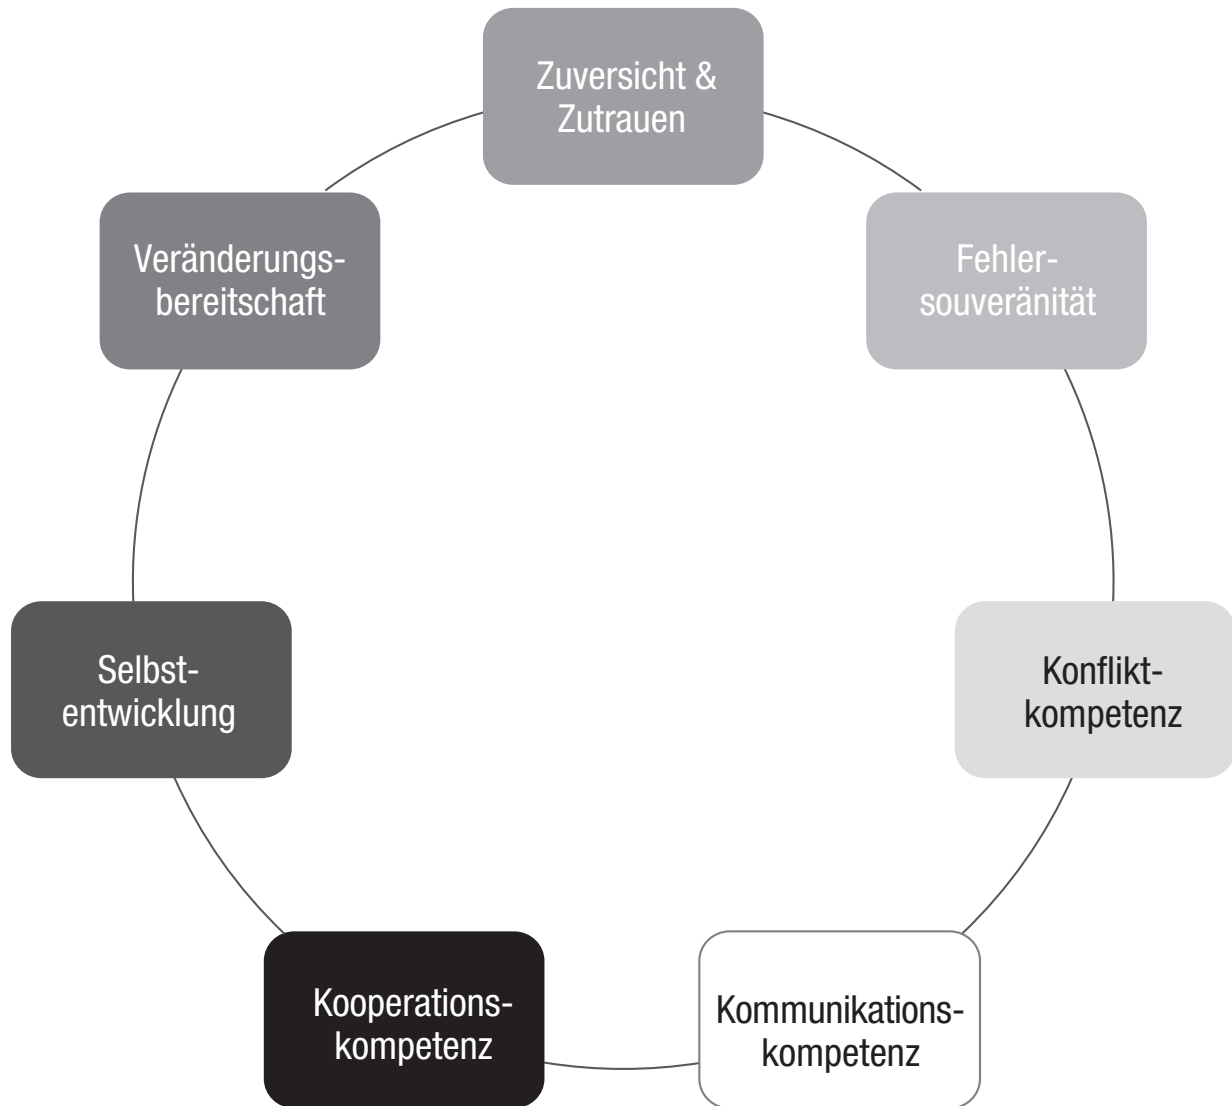 Zuversicht &
Zutrauen
Veränderungs-
bereitschaft
Fehler-
souveränität
Selbst-
entwicklung
Konflikt-
kompetenz
Kooperations-
kompetenz
Kommunikations-
kompetenz